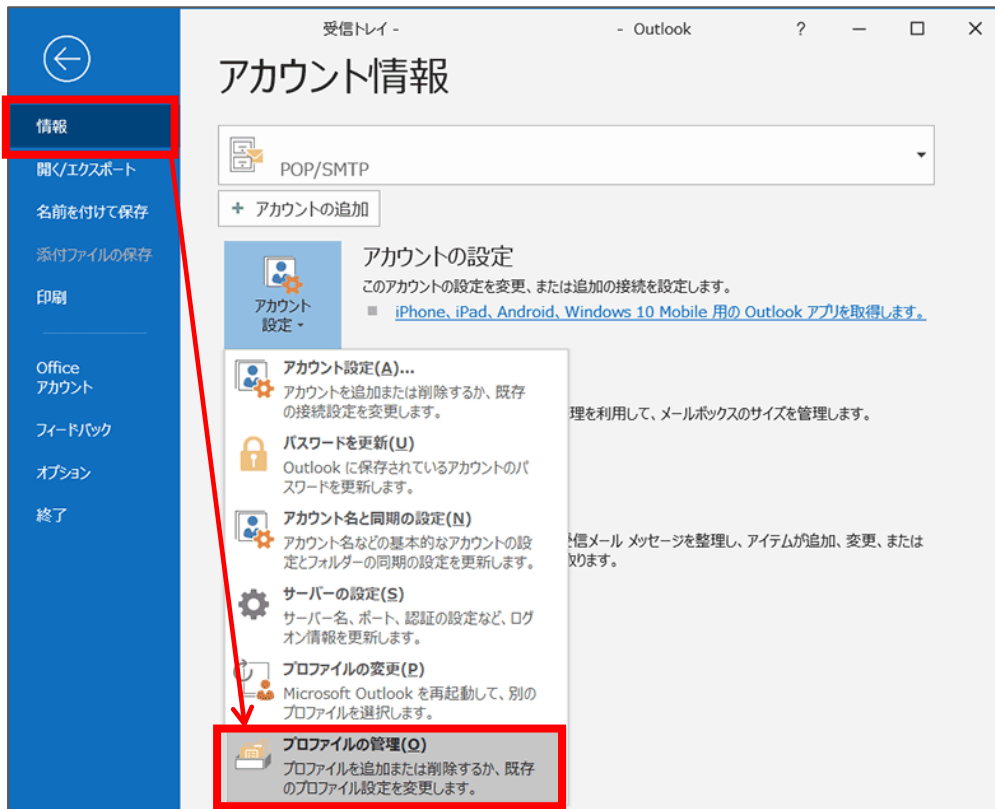 受信トレイ -
- Outlook
?
アカウント情報
情報
開く/エクスポート
名前を付けて保存
添付ファイルの保存
印刷
Office
アカウント
フィードバック
オプション
終了
POP/SMTP
+ アカウントの追加
アカウント
設定
アカウントの設定
このアカウントの設定を変更、または追加の接続を設定します。
iPhone、iPad、Android、Windows 10 Mobile 用の Outlook アプリを取得します。
アカウント設定(A)...
アカウントを追加または削除するか、既存
の接続設定を変更します。
理を利用して、メールボックスのサイズを管理します。
パスワードを更新(U)
Outlook に保存されているアカウントのパ
スワードを更新します。
アカウント名と同期の設定(N)
アカウント名などの基本的なアカウントの設
定とフォルダーの同期の設定を更新します。
信メール メッセージを整理し、アイテムが追加、変更、または
取ります。
サーバーの設定(S)
サーバー名、ポート、認証の設定など、ログ
オン情報を更新します。
プロファイルの変更(P)
Microsoft Outlook を再起動して、別の
プロファイルを選択します。
プロファイルの管理(O)
プロファイルを追加または削除するか、既存
のプロファイル設定を変更します。